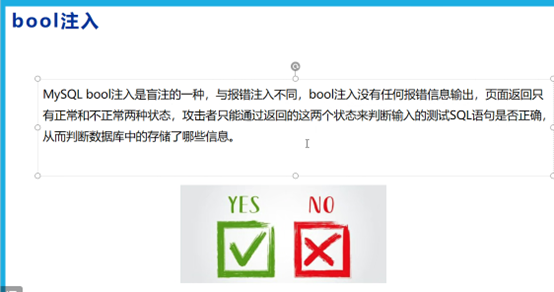 bool注入
MySQL bool注入是盲注的一种，与报错注入不同，bool注入没有任何报错信息输出，页面返回只
有正常和不正常两种状态，攻击者只能通过返回的这两个状态来判断输入的测试SQL语句是否正确，
从而判断数据库中的存储了哪些信息。
YES NO